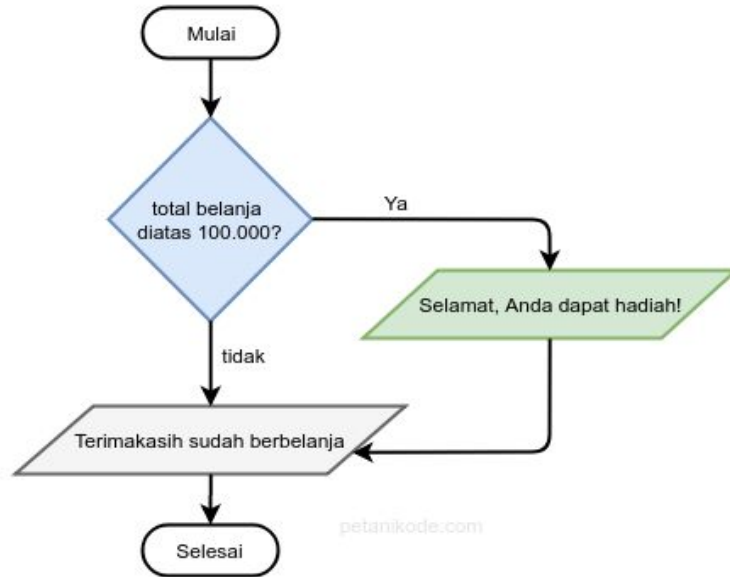 Mulai
total belanja
diatas 100.000?
Ya
Selamat, Anda dapat hadiah!
tidak
Terimakasih sudah berbelanja
petanikode.com
Selesai